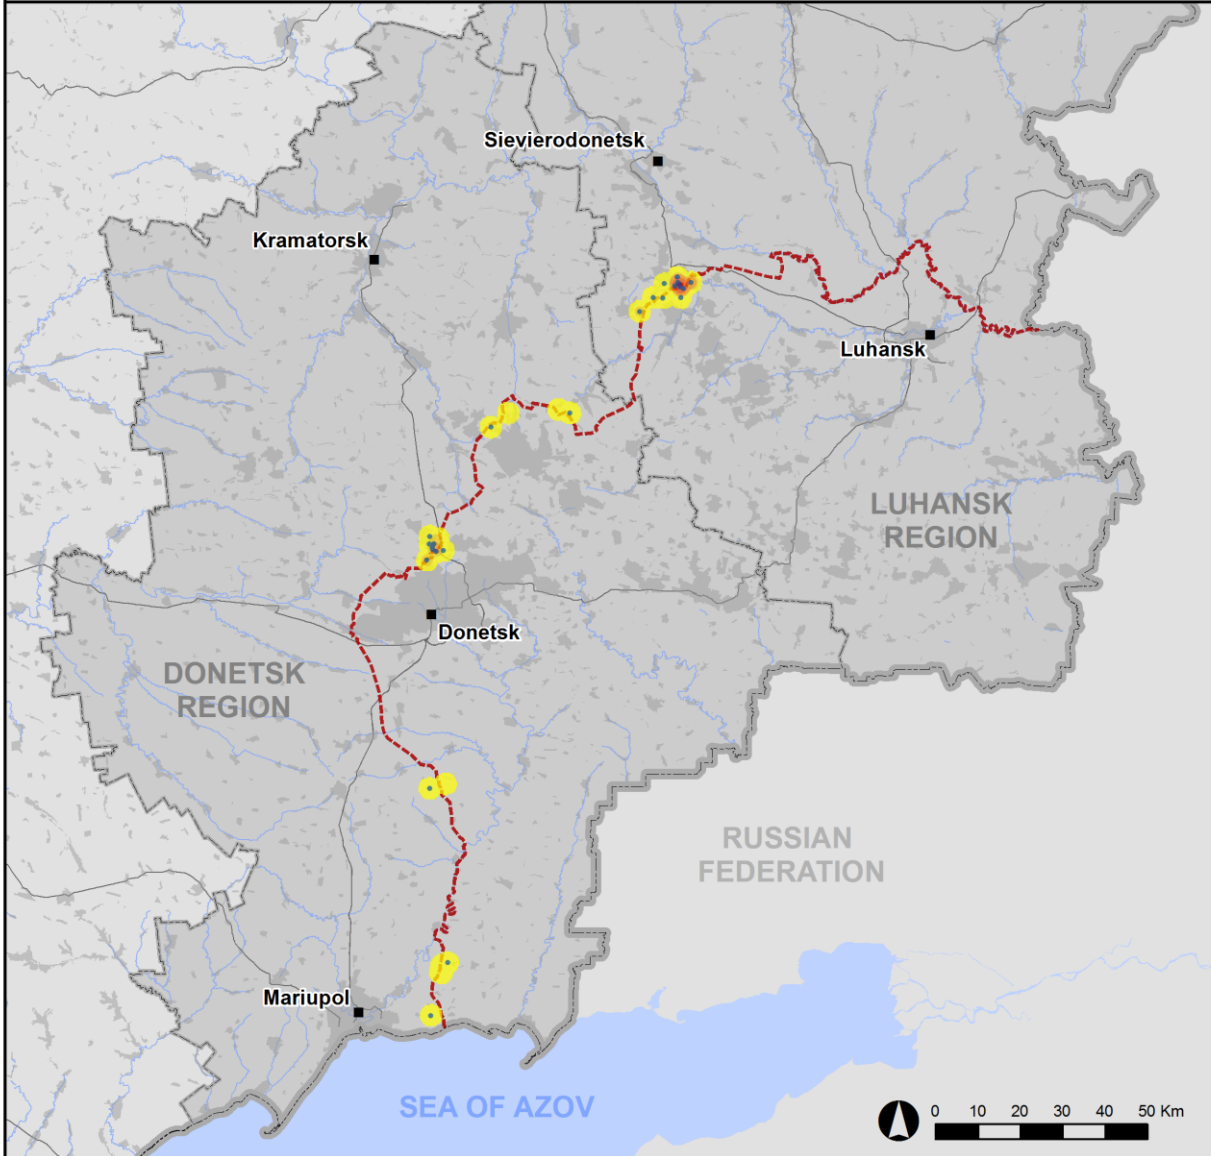 Sievierodonetsk
Kramatorsk
Luhansk
LUHANSK
REGION
Donetsk
DONETSK
REGION
RUSSIAN
FEDERATION
Mariupol
SEA OF AZOV
0 10 20 30 40 50 Km